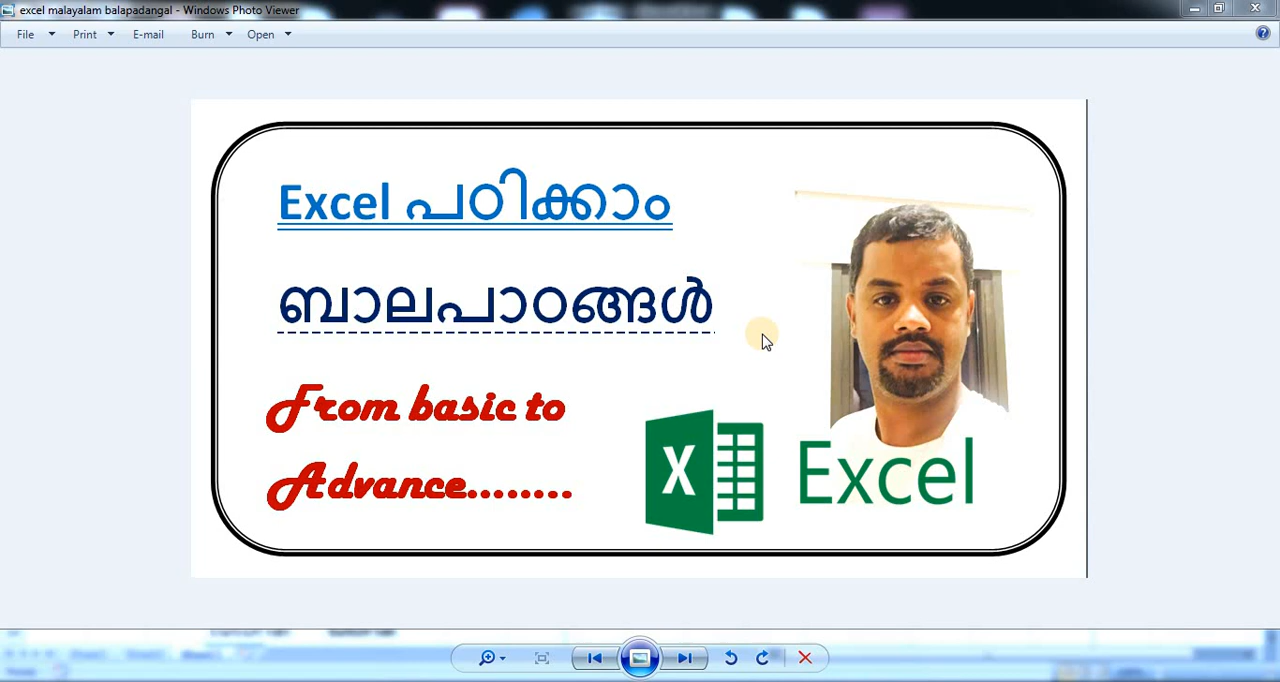 excel malayalam balapadangal - Windows Photo Viewer
File Print E-mail Burn Open
Excel പഠിക്കാം
ബാലപാഠങ്ങൾ
From basic to
Advance........
X Excel